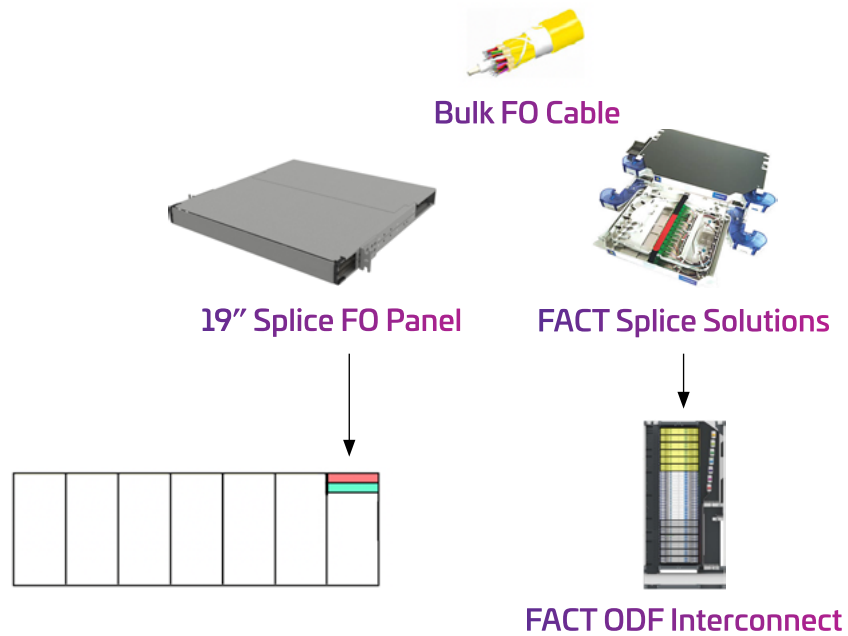 Bulk FO Cable
19” Splice FO Panel
FACT Splice Solutions
FACT ODF Interconnect